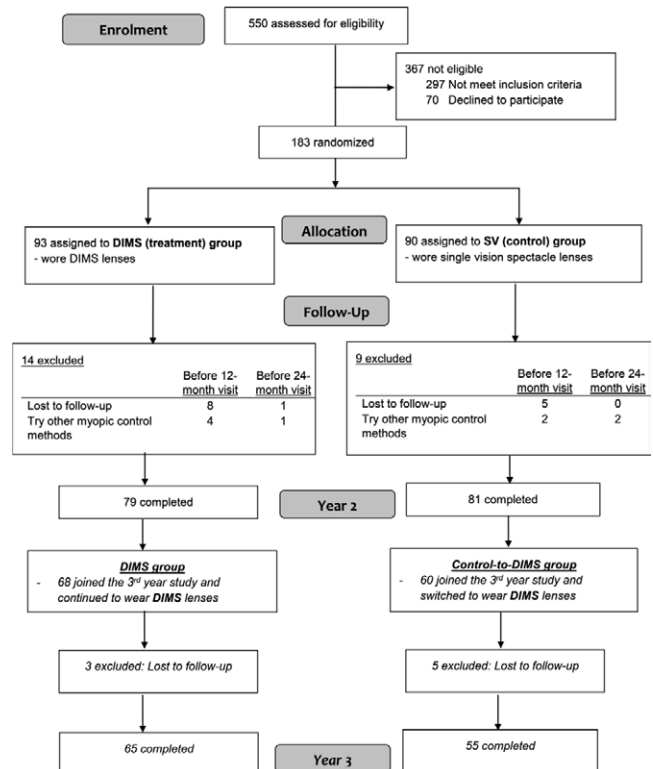 Enrolment
550 assessed for eligibility
367 not eligible
297 Not meet inclusion criteria
70 Declined to participate
183 randomized
Allocation
93 assigned to DIMS (treatment) group
- wore DIMS lenses
90 assigned to SV (control) group
- wore single vision spectacle lenses
Follow-Up
14 excluded
Before 12- Before 24-
month visit month visit
Lost to follow-up 8 1
Try other myopic control 4 1
methods
9 excluded
Before 12- Before 24-
month visit month visit
Lost to follow-up 5 0
Try other myopic control 2 2
methods
79 completed
Year 2
81 completed
DIMS group
- 68 joined the 3rd year study and
continued to wear DIMS lenses
Control-to-DIMS group
- 60 joined the 3rd year study and
switched to wear DIMS lenses
3 excluded: Lost to follow-up
5 excluded: Lost to follow-up
65 completed
Year 3
55 completed